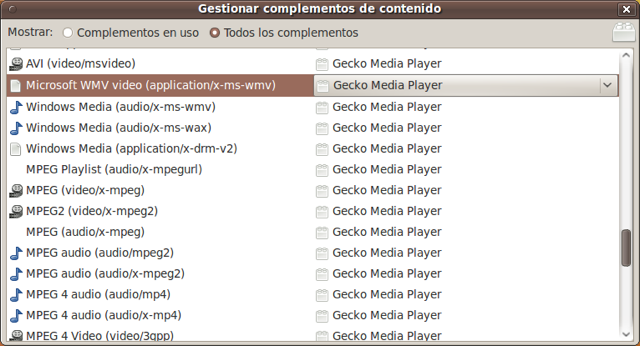 Gestionar complementos de contenido
Mostrar: Complementos en uso Todos los complementos
AVI (video/msvideo) Gecko Media Player
Microsoft WMV video (application/x-ms-wmv) Gecko Media Player
Windows Media (audio/x-ms-wmv) Gecko Media Player
Windows Media (audio/x-ms-wax) Gecko Media Player
Windows Media (application/x-drm-v2) Gecko Media Player
MPEG Playlist (audio/x-mpegurl) Gecko Media Player
MPEG (video/x-mpeg) Gecko Media Player
MPEG2 (video/x-mpeg2) Gecko Media Player
MPEG (audio/x-mpeg) Gecko Media Player
MPEG audio (audio/mpeg2) Gecko Media Player
MPEG audio (audio/x-mpeg2) Gecko Media Player
MPEG 4 audio (audio/mp4) Gecko Media Player
MPEG 4 audio (audio/x-mp4) Gecko Media Player
MPEG 4 Video (video/3gpp) Gecko Media Player